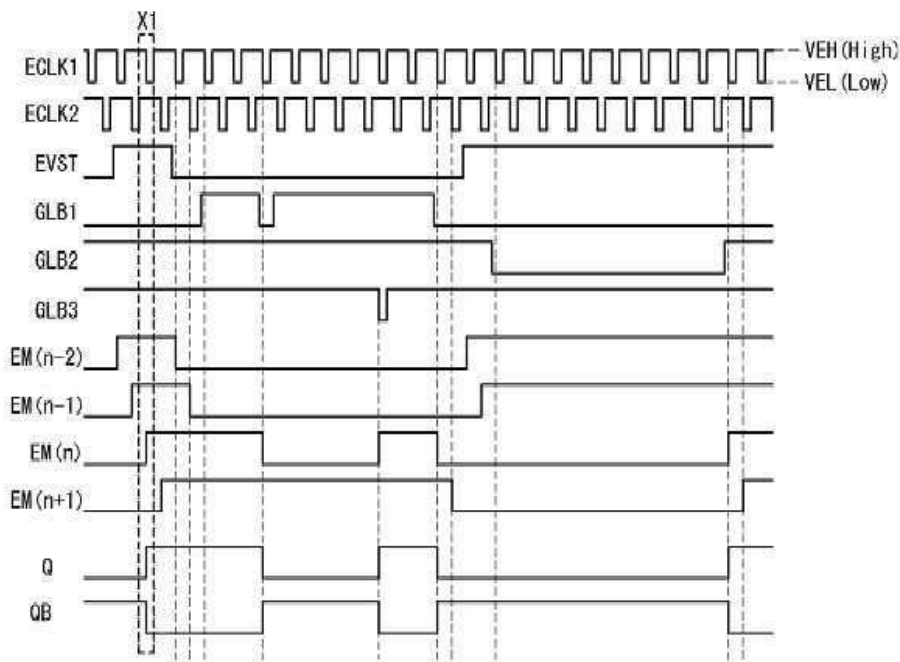 X1
ECLK1
VEH(High)
VEL(Low)
ECLK2
EVST
GLB1
GLB2
GLB3
EM(n-2)
EM(n-1)
EM(n)
EM(n+1)
Q
QB